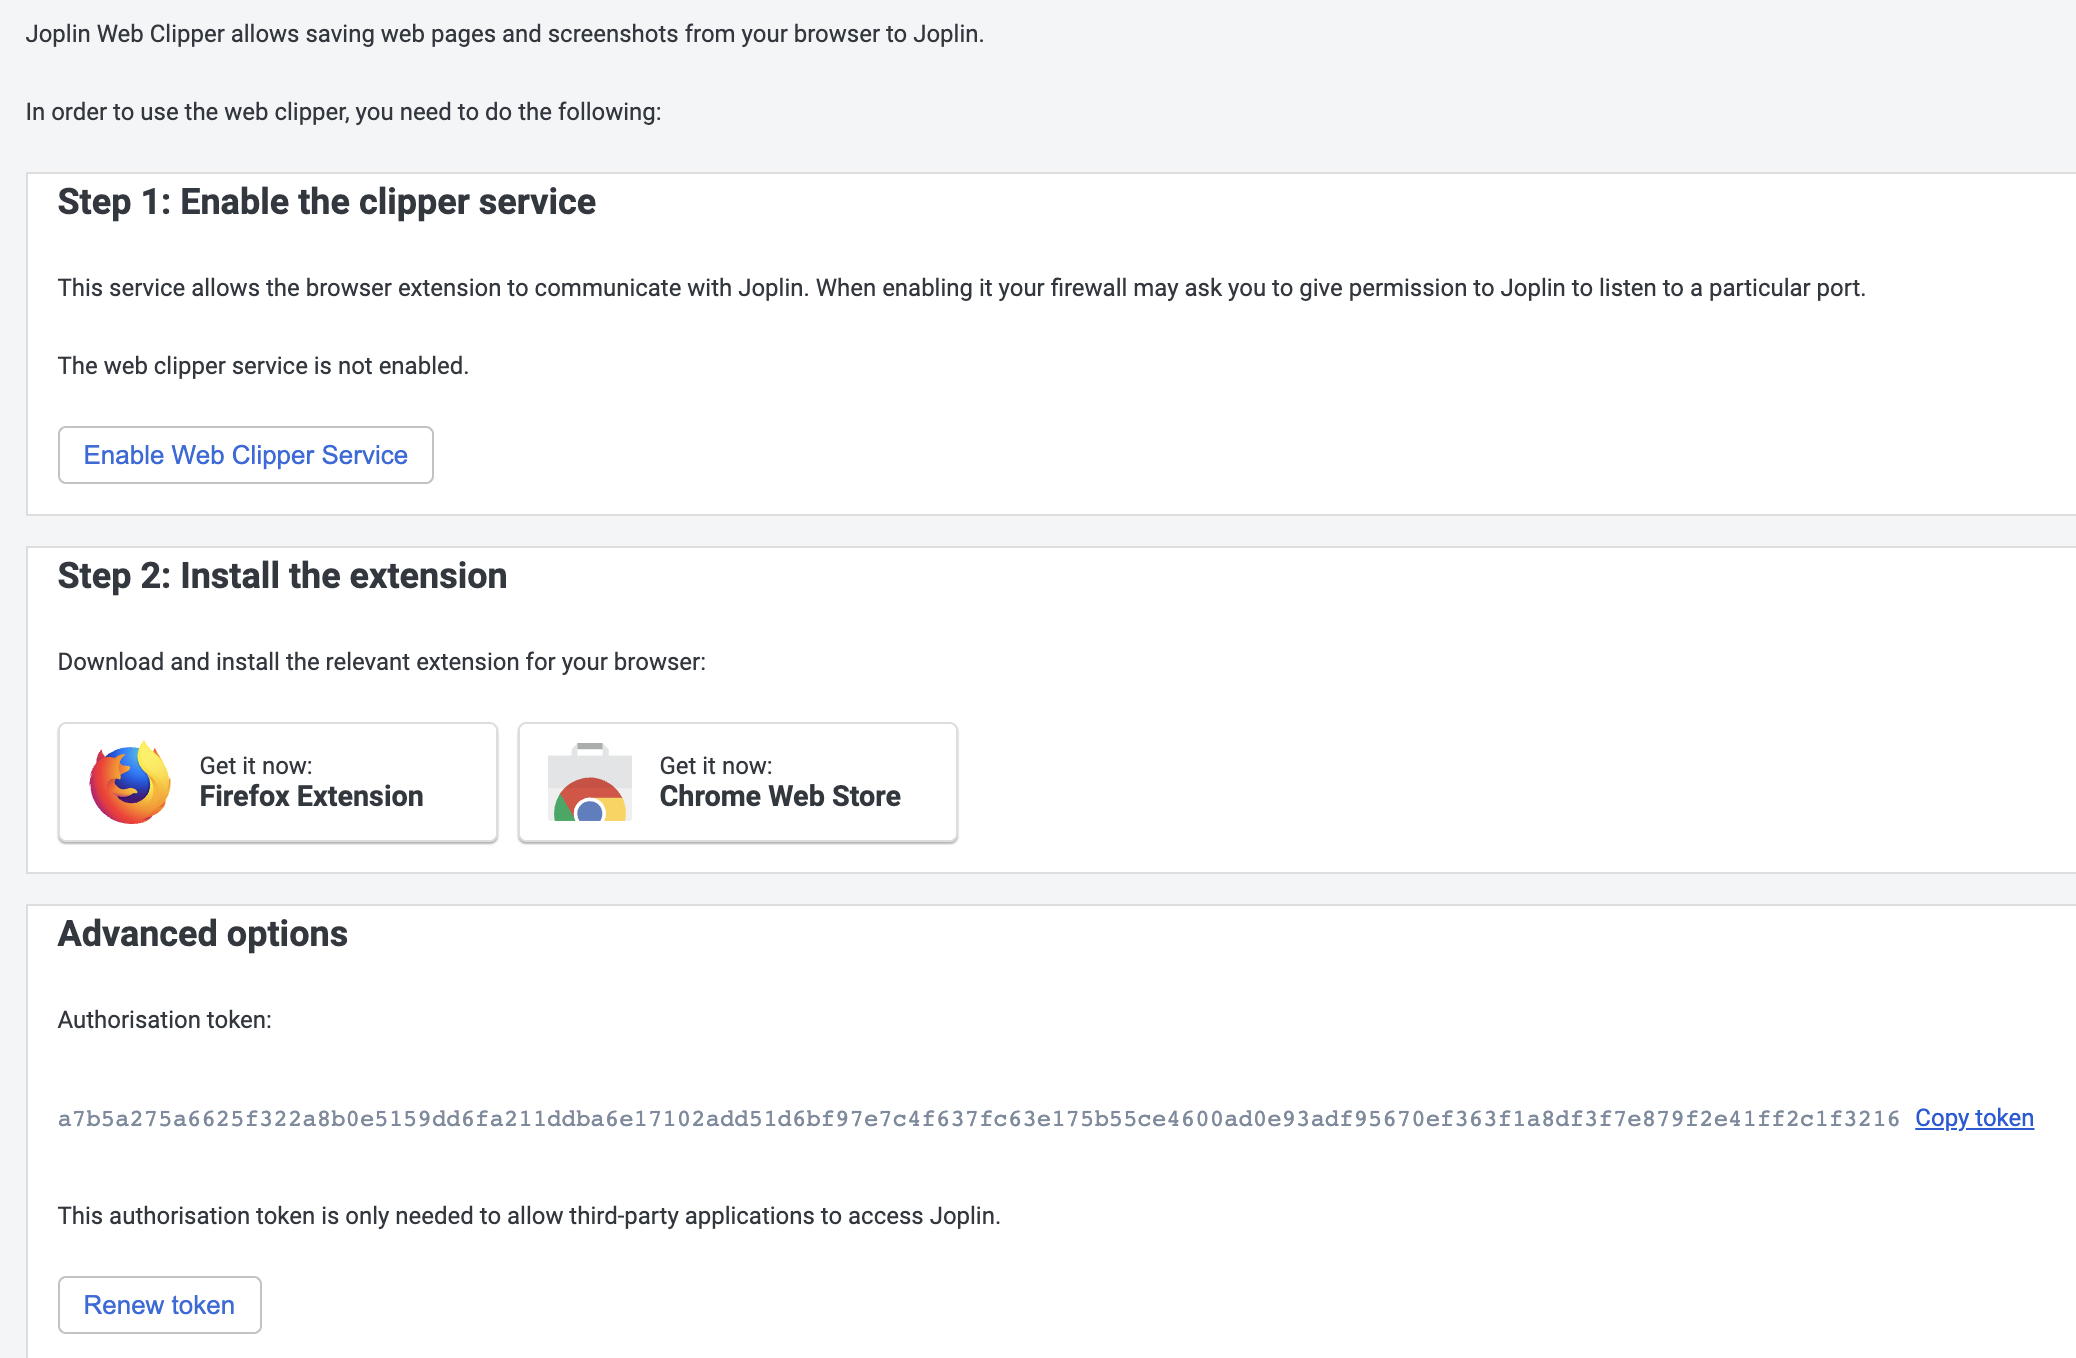 Joplin Web Clipper allows saving web pages and screenshots from your browser to Joplin.
In order to use the web clipper, you need to do the following:
Step 1: Enable the clipper service
This service allows the browser extension to communicate with Joplin. When enabling it your firewall may ask you to give permission to Joplin to listen to a particular port.
The web clipper service is not enabled.
Enable Web Clipper Service
Step 2: Install the extension
Download and install the relevant extension for your browser:
Get it now:
Firefox Extension
Get it now:
Chrome Web Store
Advanced options
Authorisation token:
a7b5a275a6625f322a8b0e5159dd6fa211ddba6e17102add51d6bf97e7c4f637fc63e175b55ce4600ad0e93adf95670ef363f1a8df3f7e879f2e41ff2c1f3216 Copy token
This authorisation token is only needed to allow third-party applications to access Joplin.
Renew token